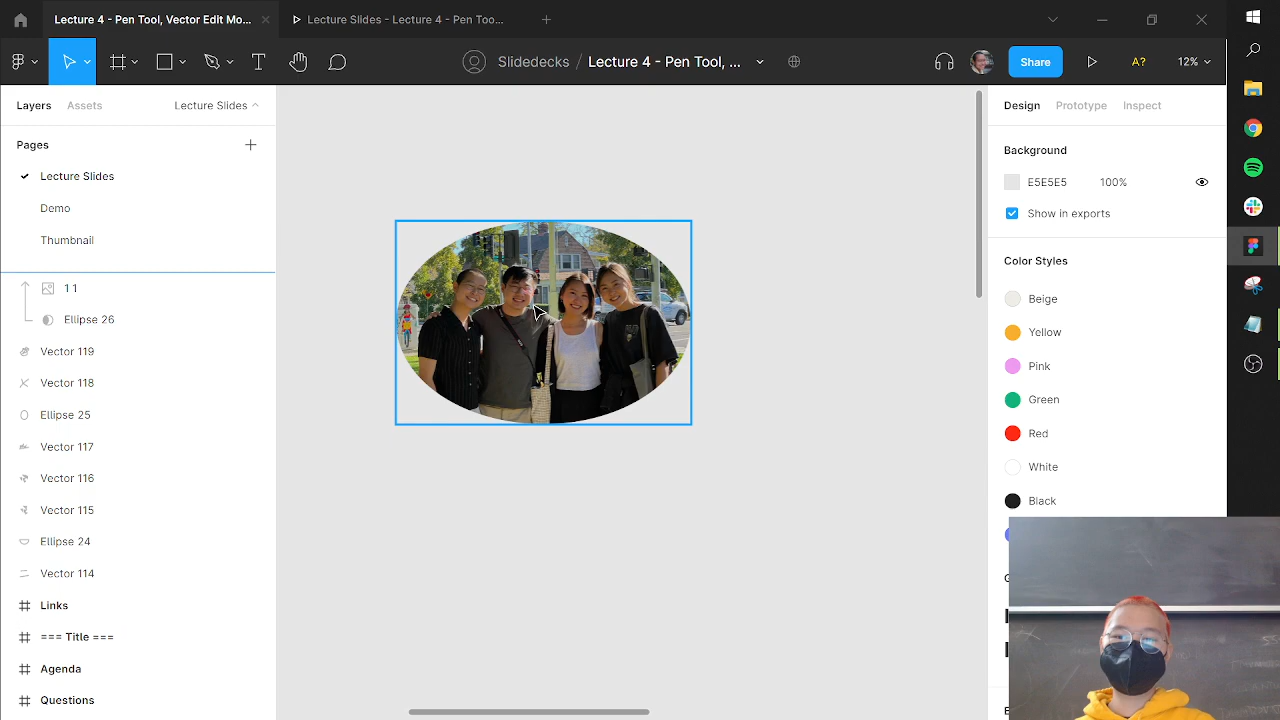 Lecture 4 - Pen Tool, Vector Edit Mo...
Lecture Slides - Lecture 4 - Pen Too...
Slidedecks / Lecture 4 - Pen Tool, ...
Share
A?
12%
Layers
Assets
Lecture Slides
Design
Prototype
Inspect
Pages
Lecture Slides
Demo
Thumbnail
1 1
Ellipse 26
Vector 119
Vector 118
Ellipse 25
Vector 117
Vector 116
Vector 115
Ellipse 24
Vector 114
Links
=== Title ===
Agenda
Questions
Background
E5E5E5
100%
Show in exports
Color Styles
Beige
Yellow
Pink
Green
Red
White
Black